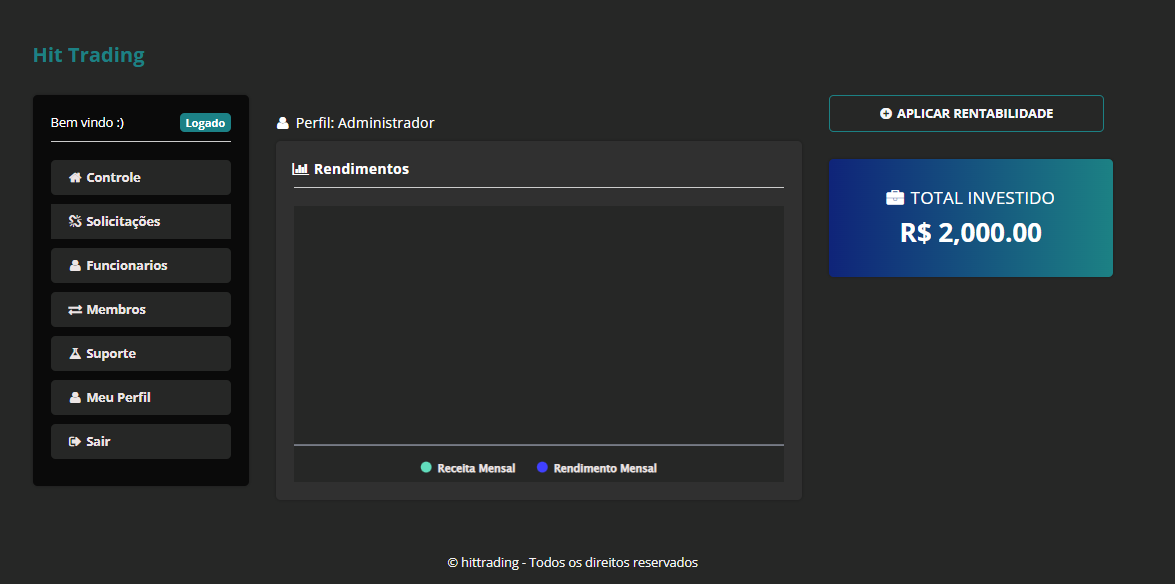 Hit Trading
Bem vindo :)
Logado
Controle
Solicitações
Funcionarios
Membros
Suporte
Meu Perfil
Sair
Perfil: Administrador
Rendimentos
Receita Mensal
Rendimento Mensal
APLICAR RENTABILIDADE
TOTAL INVESTIDO
R$ 2,000.00
© hittrading - Todos os direitos reservados